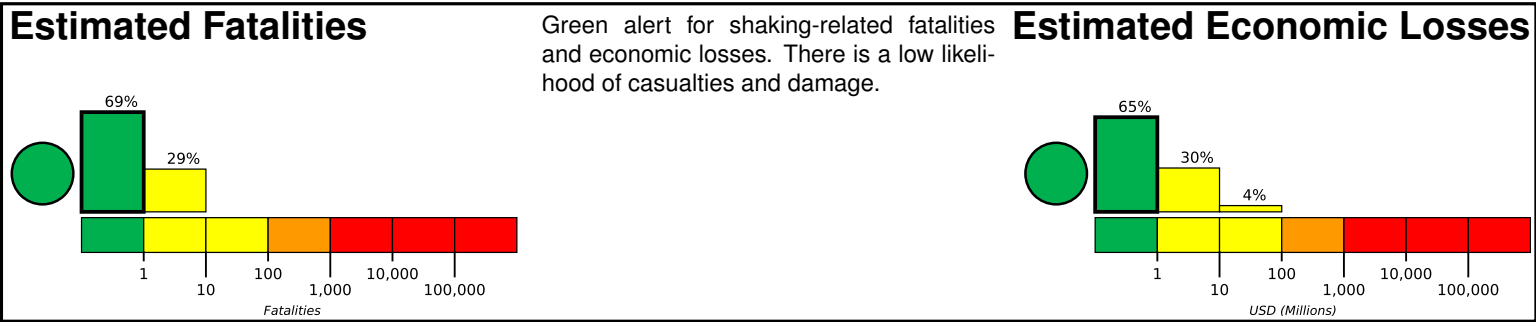 Estimated Fatalities
69%
29%
1
10
100
1,000
10,000
100,000
Fatalities
Green alert for shaking-related fatalities
and economic losses. There is a low likeli-
hood of casualties and damage.
Estimated Economic Losses
65%
30%
4%
1
10
100
1,000
10,000
100,000
USD (Millions)